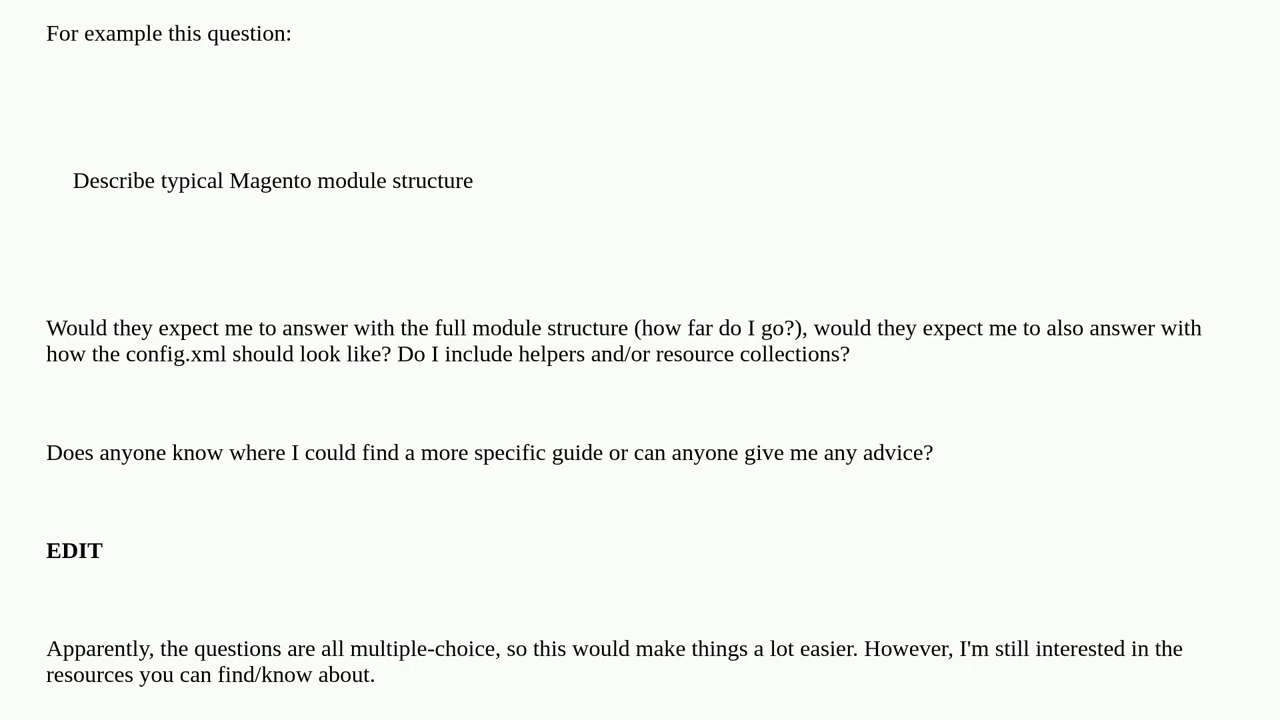 For example this question:
Describe typical Magento module structure
Would they expect me to answer with the full module structure (how far do I go?), would they expect me to also answer with
how the config.xml should look like? Do I include helpers and/or resource collections?
Does anyone know where I could find a more specific guide or can anyone give me any advice?
EDIT
Apparently, the questions are all multiple-choice, so this would make things a lot easier. However, I'm still interested in the
resources you can find/know about.